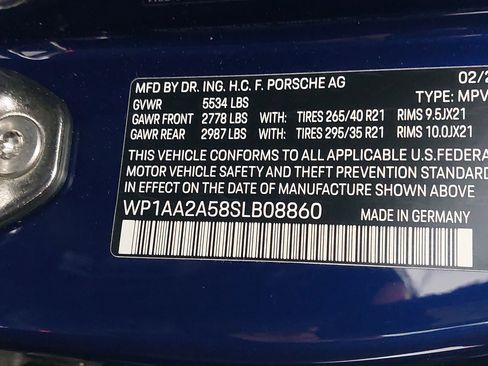 MFD BY DR. ING. H.C. F. PORSCHE AG 02/2
GVWR 5534 LBS TYPE: MPV
GAWR FRONT 2778 LBS WITH: TIRES 265/40 R21 RIMS 9.5JX21
GAWR REAR 2987 LBS WITH: TIRES 295/35 R21 RIMS 10.0JX21
THIS VEHICLE CONFORMS TO ALL APPLICABLE U.S.FEDERA
MOTOR VEHICLE SAFETY AND THEFT PREVENTION STANDARD
IN EFFECT ON THE DATE OF MANUFACTURE SHOWN ABOVE
WP1AA2A58SLB08860 MADE IN GERMANY